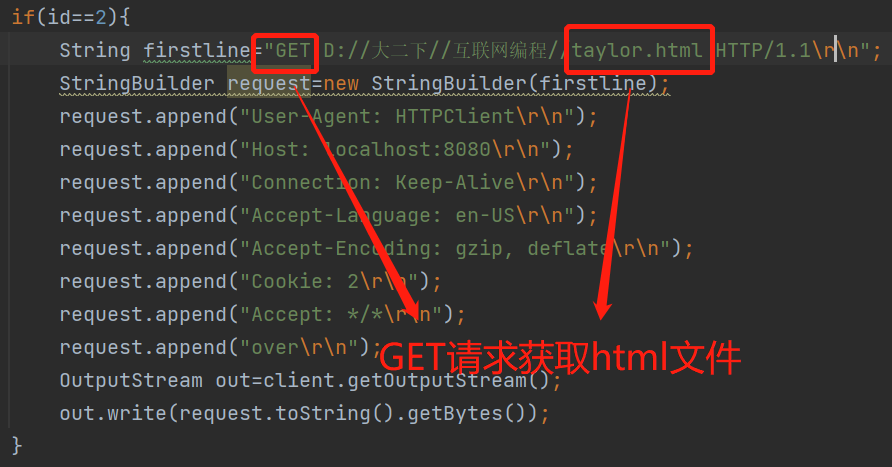 if(id==2){
String firstline="GET D://大二下//互联网编程//taylor.html HTTP/1.1\r\n";
StringBuilder request=new StringBuilder(firstline);
request.append("User-Agent: HTTPClient\r\n");
request.append("Host: localhost:8080\r\n");
request.append("Connection: Keep-Alive\r\n");
request.append("Accept-Language: en-US\r\n");
request.append("Accept-Encoding: gzip, deflate\r\n");
request.append("Cookie: 2\r\n");
request.append("Accept: */*\r\n");
request.append("over\r\n");
GET请求获取html文件
OutputStream out=client.getOutputStream();
out.write(request.toString().getBytes());
}